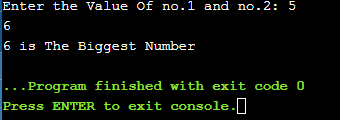 Enter the Value Of no.1 and no.2: 5
6
6 is The Biggest Number
...Program finished with exit code 0
Press ENTER to exit console.